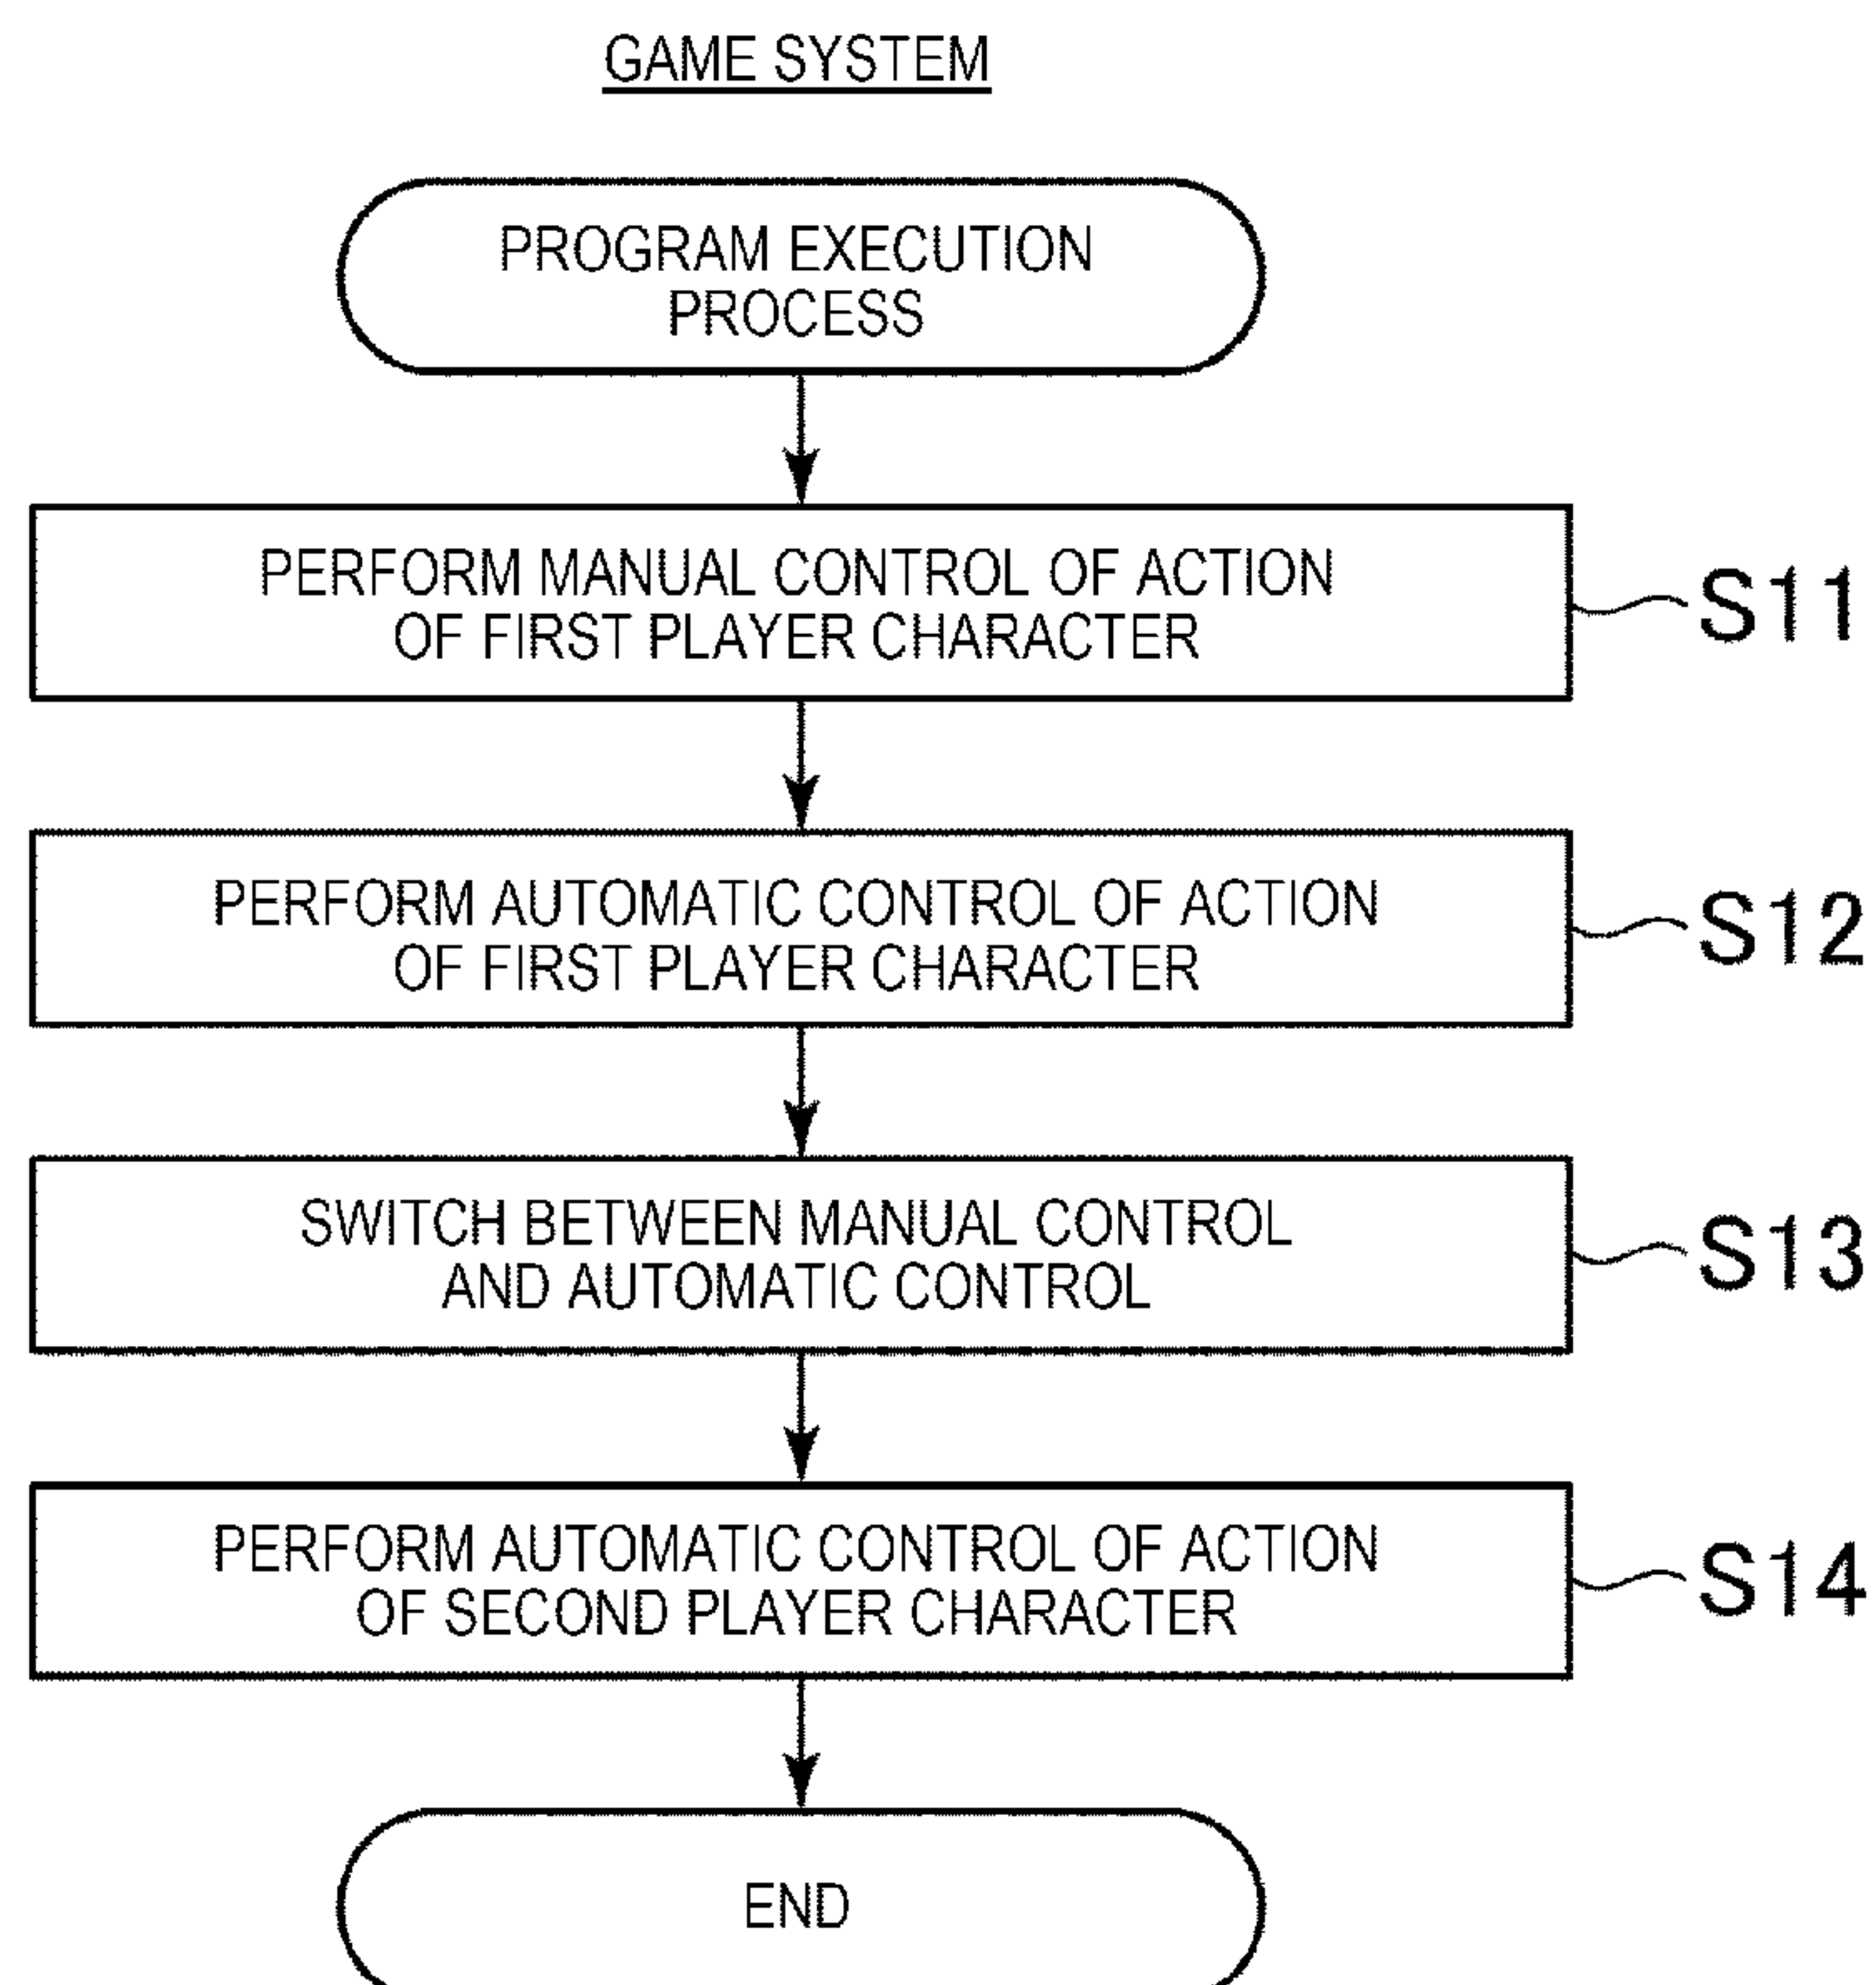 GAME SYSTEM
PROGRAM EXECUTION
PROCESS
PERFORM MANUAL CONTROL OF ACTION
OF FIRST PLAYER CHARACTER
S11
PERFORM AUTOMATIC CONTROL OF ACTION
OF FIRST PLAYER CHARACTER
S12
SWITCH BETWEEN MANUAL CONTROL
AND AUTOMATIC CONTROL
S13
PERFORM AUTOMATIC CONTROL OF ACTION
OF SECOND PLAYER CHARACTER
S14
END